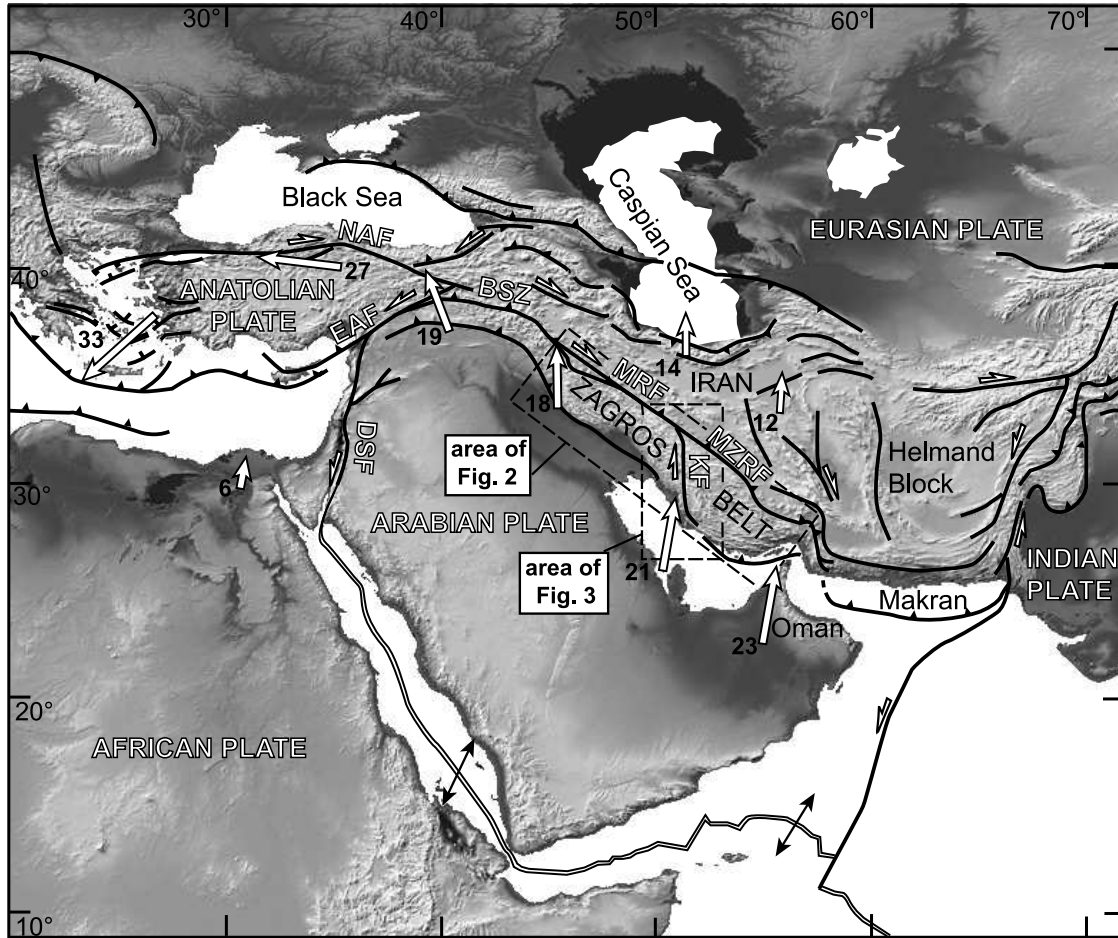 30°
40°
50°
60°
70°
Black Sea
Caspian Sea
EURASIAN PLATE
NAF
40°
27
ANATOLIAN
PLATE
BSZ
EAF
33
19
14
IRAN
MRF
12
18
ZAGROS
BELT
MZRF
KF
Helmand
Block
area of
Fig. 2
DSF
6
30°
ARABIAN PLATE
area of
Fig. 3
21
INDIAN
PLATE
Makran
23
Oman
20°
AFRICAN PLATE
10°